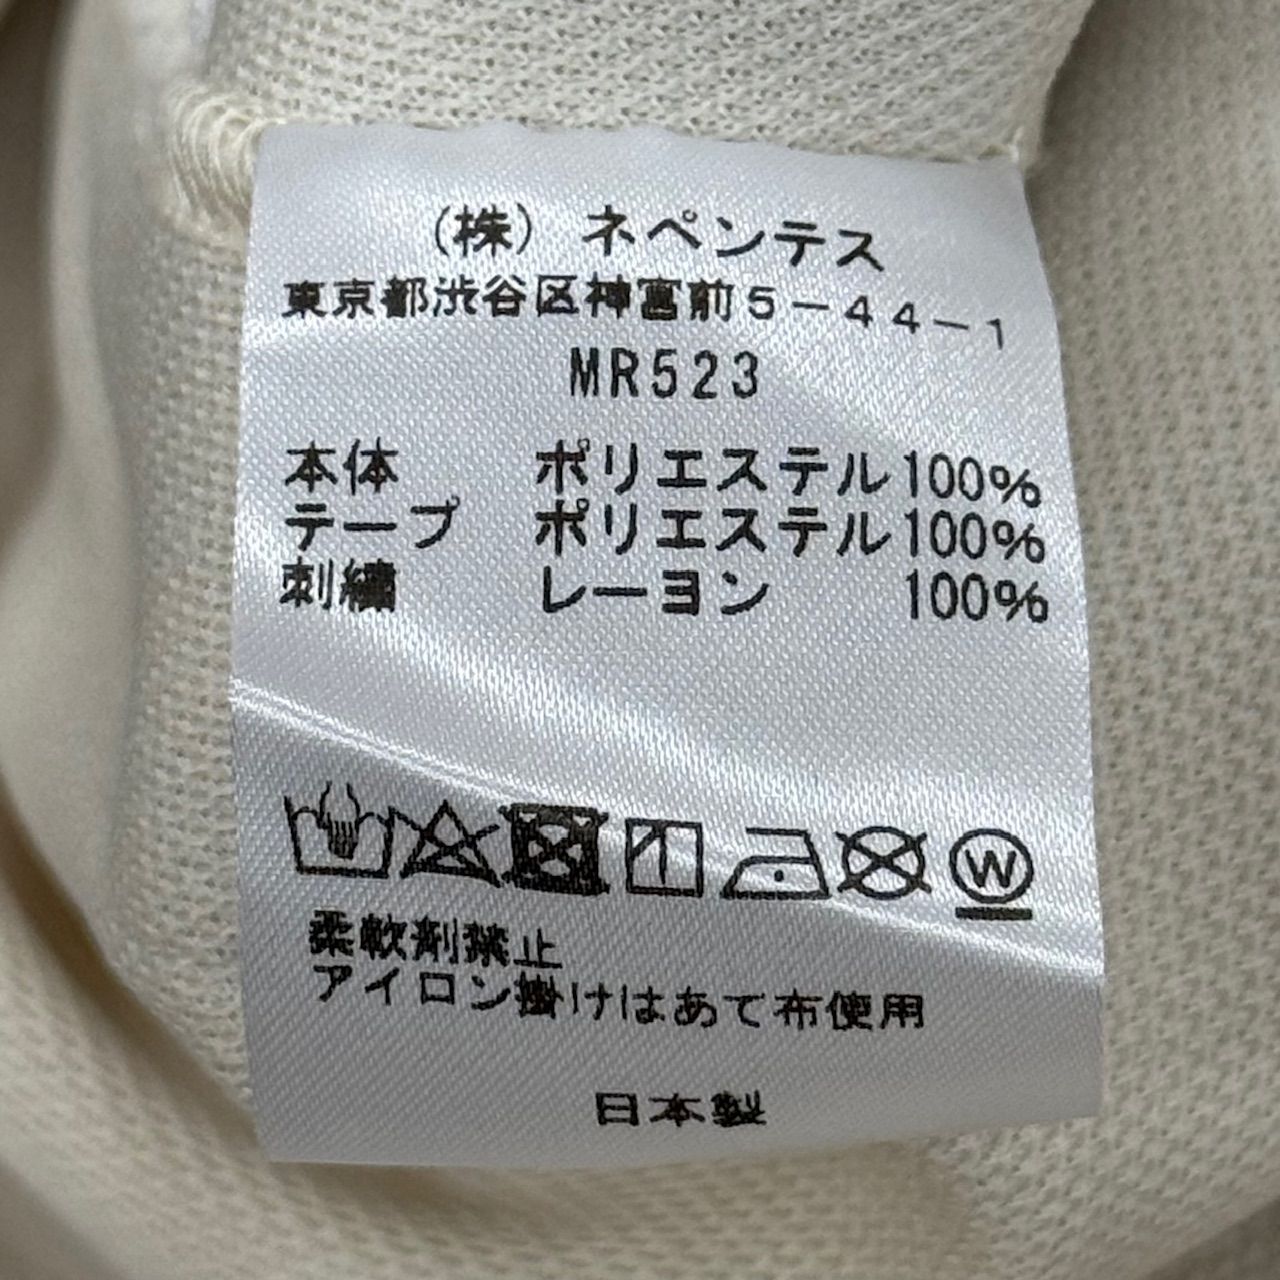 (株) ネペンテス
東京都渋谷区神宮前5-44-1
MR523
本体 ポリエステル100%
テープ ポリエステル100%
刺繍 レーヨン 100%
W
柔軟剤禁止
アイロン掛けはあて布使用
日本製